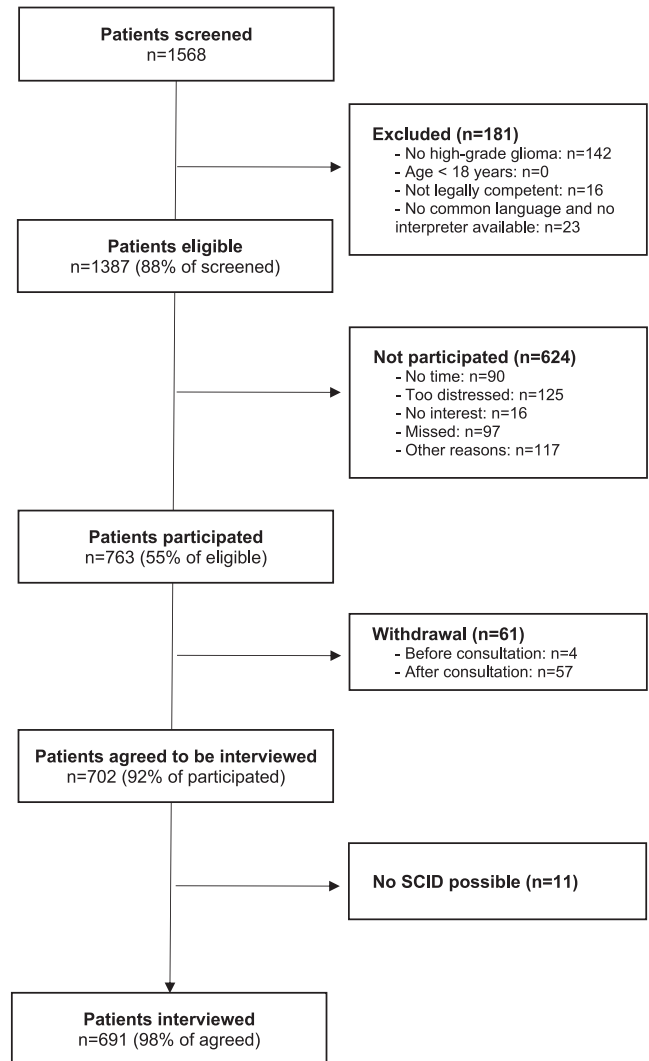 Patients screened
n=1568
Excluded (n=181)
- No high-grade glioma: n=142
- Age < 18 years: n=0
- Not legally competent: n=16
- No common language and no
interpreter available: n=23
Patients eligible
n=1387 (88% of screened)
Not participated (n=624)
- No time: n=90
- Too distressed: n=125
- No interest: n=16
- Missed: n=97
- Other reasons: n=117
Patients participated
n=763 (55% of eligible)
Withdrawal (n=61)
- Before consultation: n=4
- After consultation: n=57
Patients agreed to be interviewed
n=702 (92% of participated)
No SCID possible (n=11)
Patients interviewed
n=691 (98% of agreed)